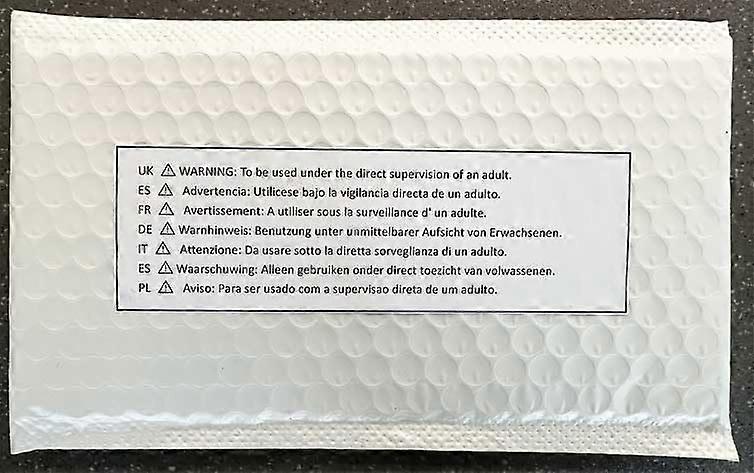 UK ⚠ WARNING: To be used under the direct supervision of an adult.
ES ⚠ Advertencia: Utilicese bajo la vigilancia directa de un adulto.
FR ⚠ Avertissement: A utiliser sous la surveillance d' un adulte.
DE ⚠ Warnhinweis: Benutzung unter unmittelbarer Aufsicht von Erwachsenen.
IT ⚠ Attenzione: Da usare sotto la diretta sorveglianza di un adulto.
ES ⚠ Waarschuwing: Alleen gebruiken onder direct toezicht van volwassenen.
PL ⚠ Aviso: Para ser usado com a supervisao direta de um adulto.